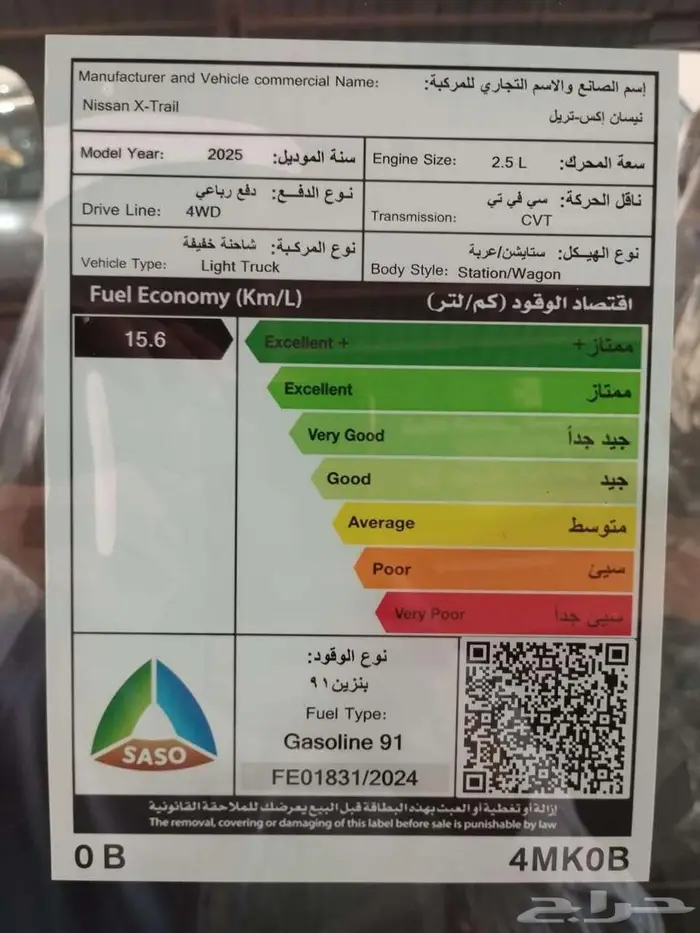 Manufacturer and Vehicle commercial Name: إسم الصانع والاسم التجاري للمركبة:
Nissan X-Trail نيسان إكس-تريل
Model Year: 2025 سنة الموديل:
Engine Size: 2.5 L سعة المحرك:
نوع الدفـع: دفع رباعي
Drive Line: 4WD
ناقل الحركة: سي في تي
Transmission: CVT
نوع المركبة: شاحنة خفيفة
Vehicle Type: Light Truck
نوع الهيـكل: ستايشن/عربة
Body Style: Station/Wagon
Fuel Economy (Km/L) اقتصاد الوقود (كم/لتر)
15.6
Excellent + ممتاز+
Excellent ممتاز
Very Good جيد جداً
Good جيد
Average متوسط
Poor سيئ
Very Poor سيئ جداً
SASO
نوع الوقود:
بنزين ٩١
Fuel Type:
Gasoline 91
FE01831/2024
إزالة أو تغطية أو العبث بهذه البطاقة قبل البيع يعرضك للملاحقة القانونية
The removal, covering or damaging of this label before sale is punishable by law
0 B 4MK0B
حراج